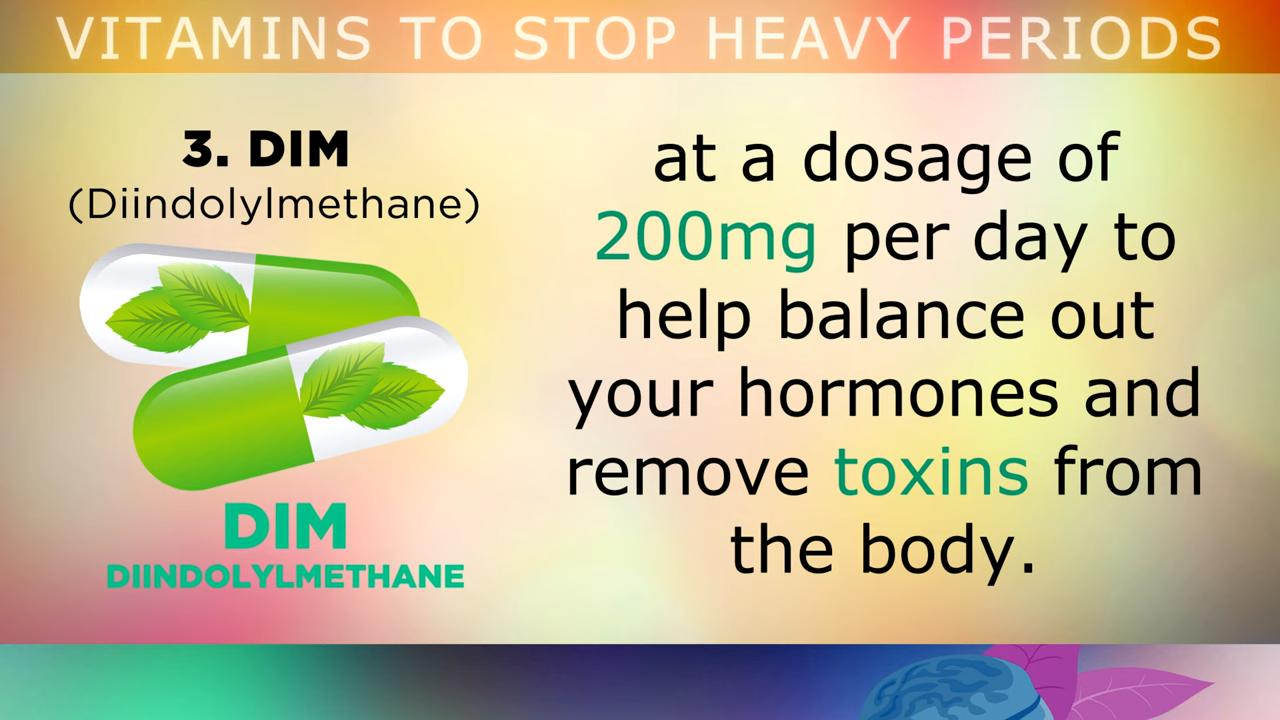 VITAMINS TO STOP HEAVY PERIODS
3. DIM
(Diindolylmethane)
DIM
DIINDOLYLMETHANE
at a dosage of
200mg per day to
help balance out
your hormones and
remove toxins from
the body.